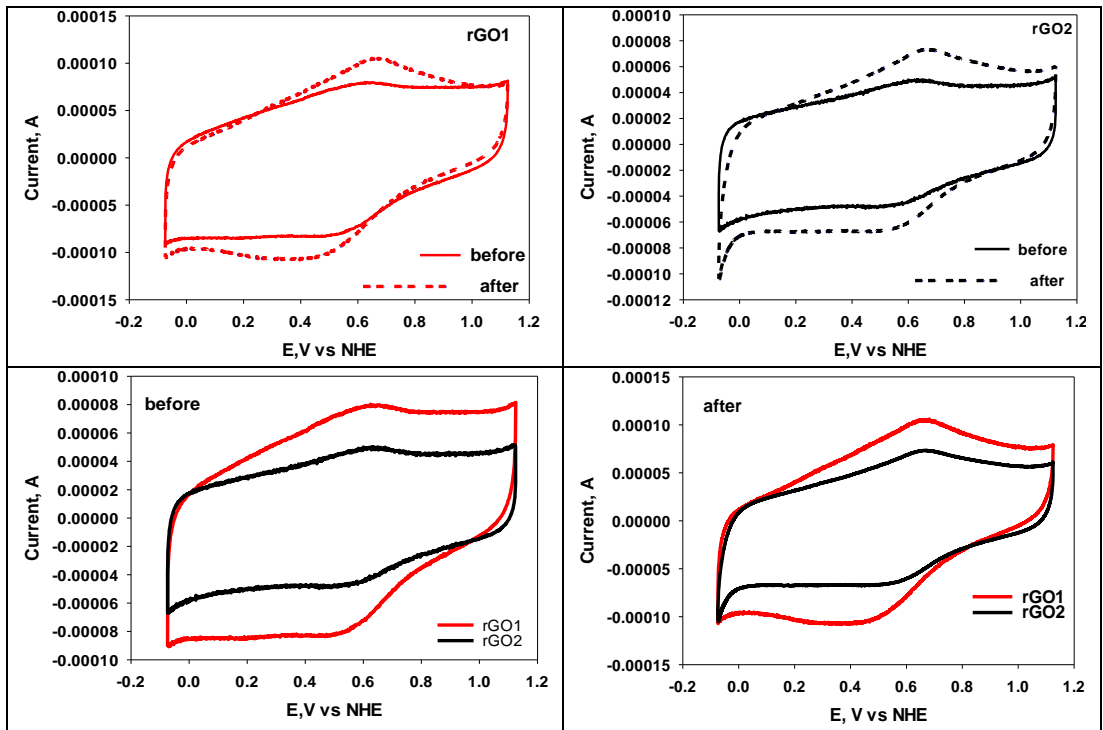 rGO1
0.00015
0.00010
0.00005
0.00000
-0.00005
-0.00010
-0.00015
Current, A
before
after
-0.2 0.0 0.2 0.4 0.6 0.8 1.0 1.2
E,V vs NHE
rGO2
0.00010
0.00008
0.00006
0.00004
0.00002
0.00000
-0.00002
-0.00004
-0.00006
-0.00008
-0.00010
-0.00012
Current, A
before
after
-0.2 0.0 0.2 0.4 0.6 0.8 1.0 1.2
E,V vs NHE
before
0.00010
0.00008
0.00006
0.00004
0.00002
0.00000
-0.00002
-0.00004
-0.00006
-0.00008
-0.00010
Current, A
rGO1
rGO2
-0.2 0.0 0.2 0.4 0.6 0.8 1.0 1.2
E,V vs NHE
after
0.00015
0.00010
0.00005
0.00000
-0.00005
-0.00010
-0.00015
Current, A
rGO1
rGO2
-0.2 0.0 0.2 0.4 0.6 0.8 1.0 1.2
E, V vs NHE